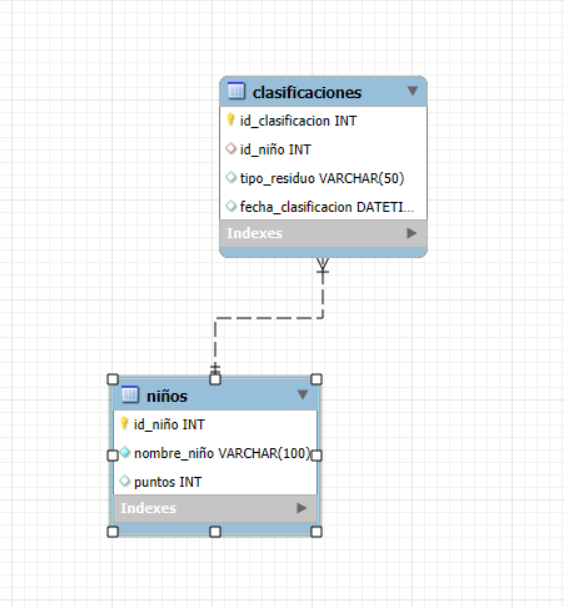 clasificaciones
id_clasificacion INT
id_niño INT
tipo_residuo VARCHAR(50)
fecha_clasificacion DATETI...
Indexes
niños
id_niño INT
nombre_niño VARCHAR(100)
puntos INT
Indexes